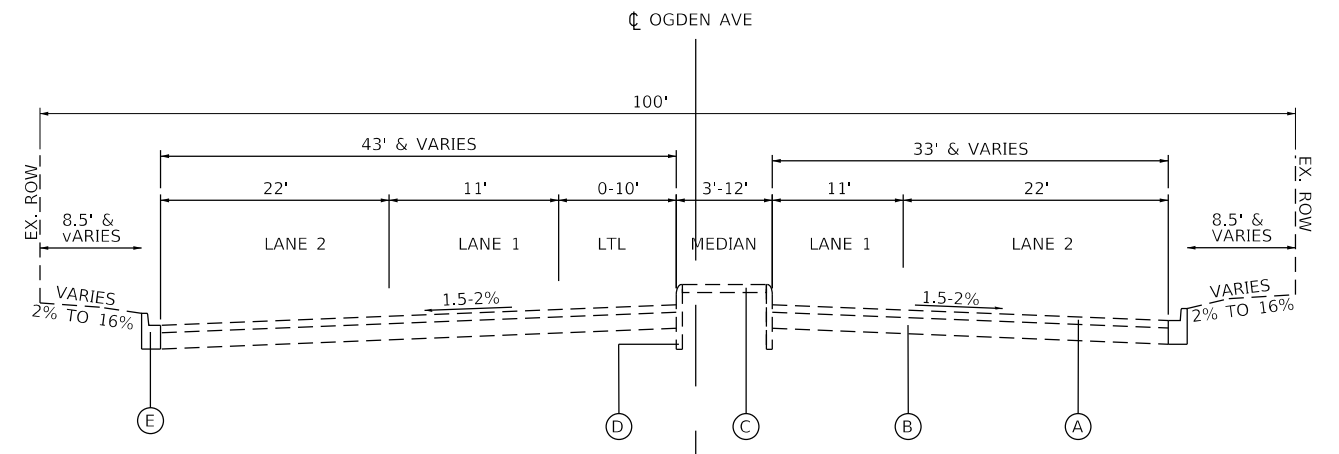 ℄ OGDEN AVE
100'
43' & VARIES
33' & VARIES
22'
11'
0-10'
3'-12'
11'
22'
EX. ROW
8.5' &
vARIES
LANE 2
LANE 1
LTL
MEDIAN
LANE 1
LANE 2
8.5' &
VARIES
EX. ROW
VARIES
2% TO 16%
1.5-2%
1.5-2%
VARIES
2% TO 16%
E
D
C
B
A